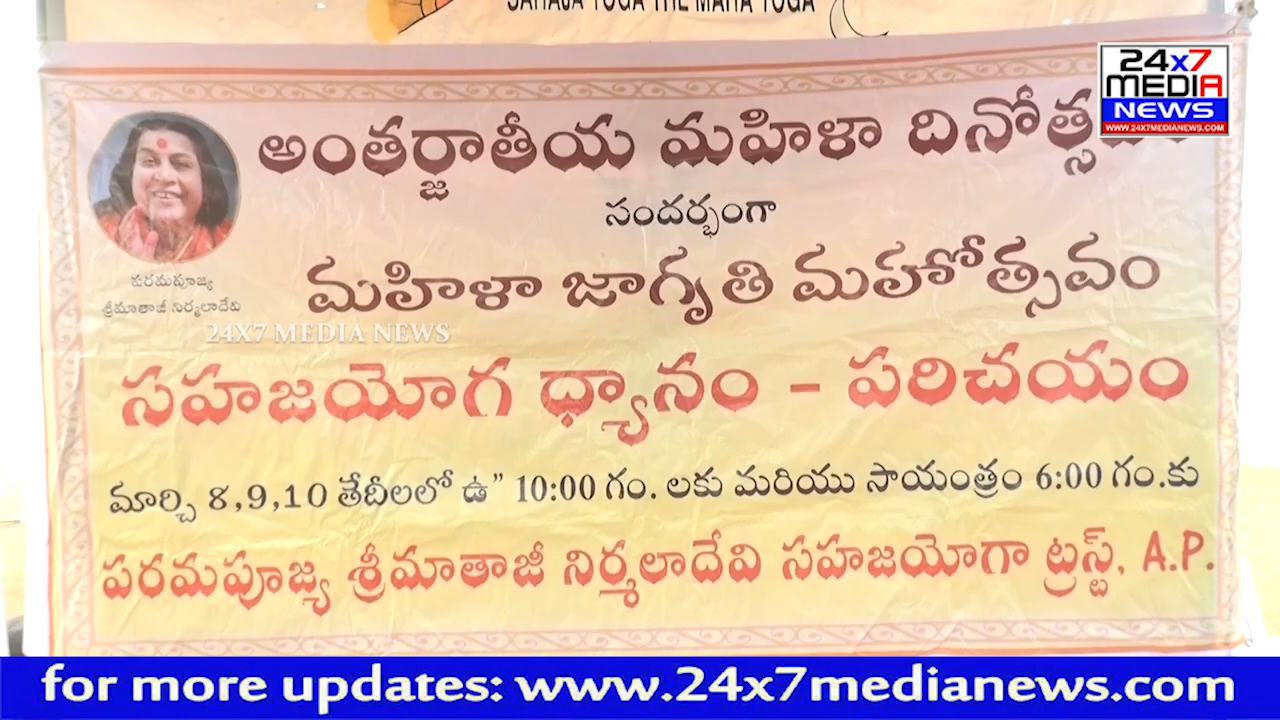 SAHAJA YOGA THE MAHA YOGA
24x7
MEDIA
NEWS
WWW.24X7MEDIANEWS.COM
అంతర్జాతీయ మహిళా
సందర్భంగా
మహిళా జాగృతి మహోత్సవం
పరమపూజ్య
శ్రీమాతాజీ నిర్మలాదేవి
24X7 MEDIA NEWS
సహజయోగ ధ్యానం - పరిచయం
మార్చి 8,9,10 తేదీలలో ఉ" 10:00 గం. లకు మరియు సాయంత్రం 6:00 గం.కు
పరమపూజ్య శ్రీమాతాజీ నిర్మలాదేవి సహజయోగా ట్రస్ట్, A.P.
for more updates: www.24x7medianews.com